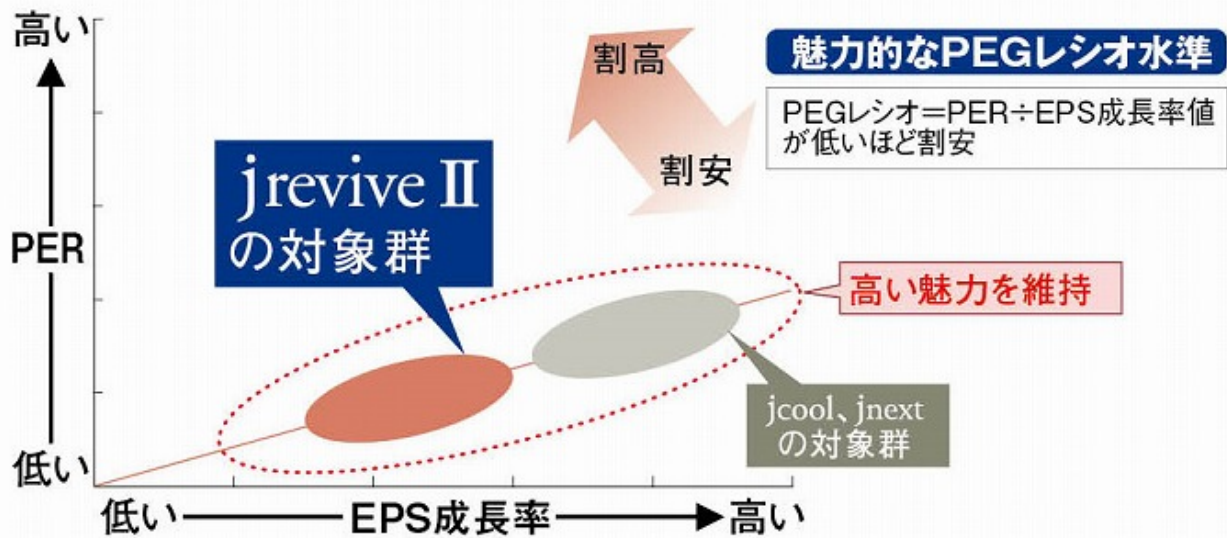 高い
PER
低い
低い
EPS成長率
高い
割高
割安
魅力的なPEGレシオ水準
PEGレシオ=PER÷EPS成長率値
が低いほど割安
jrevive Ⅱ
の対象群
高い魅力を維持
jcool、jnext
の対象群